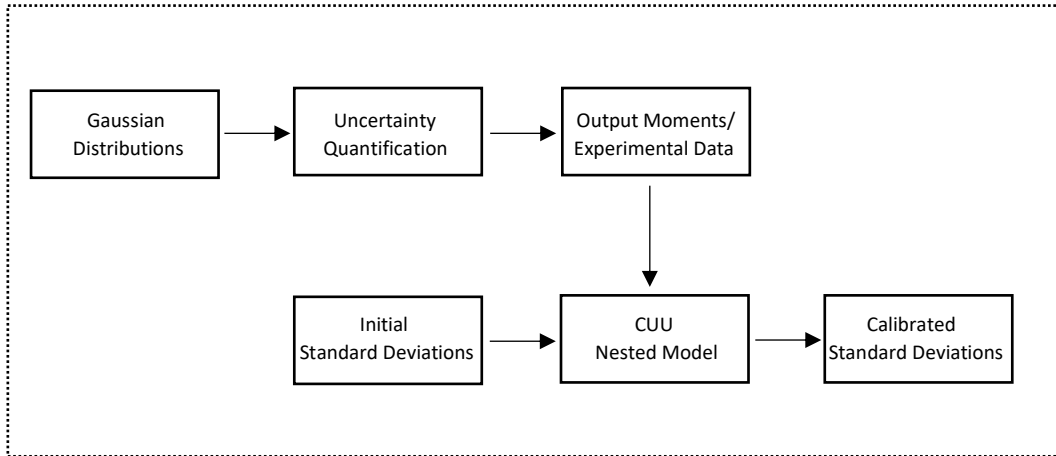 Gaussian
Distributions
Uncertainty
Quantification
Output Moments/
Experimental Data
Initial
Standard Deviations
CUU
Nested Model
Calibrated
Standard Deviations